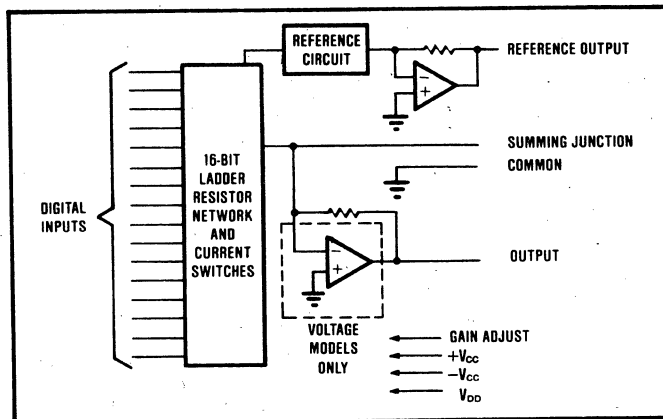 REFERENCE
CIRCUIT
REFERENCE OUTPUT
−
+
16-BIT
LADDER
RESISTOR
NETWORK
AND
CURRENT
SWITCHES
SUMMING JUNCTION
COMMON
DIGITAL
INPUTS
−
+
OUTPUT
VOLTAGE
MODELS
ONLY
GAIN ADJUST
+VCC
−VCC
VDD